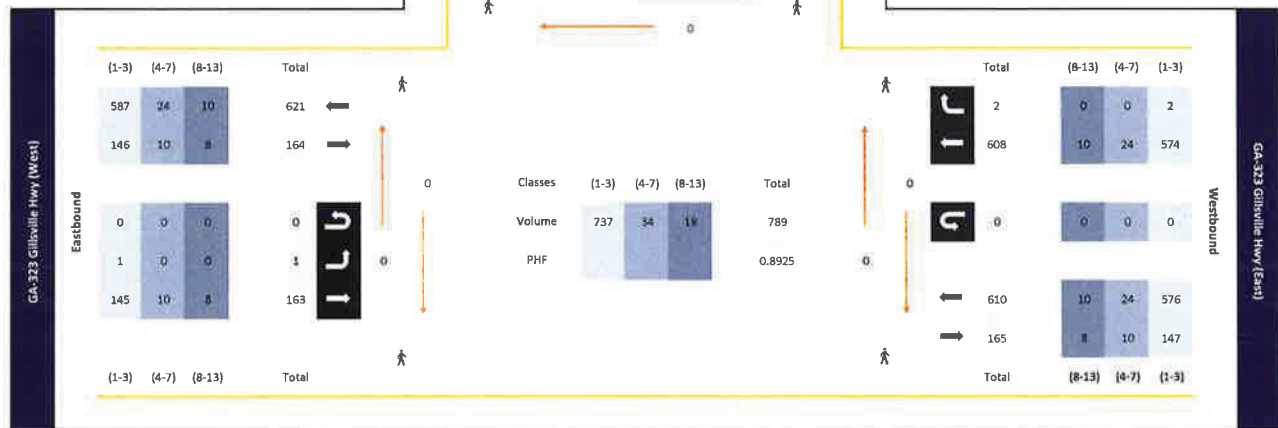 0
(1-3) (4-7) (8-13) Total
587 24 10 621
146 10 8 164
0 0 0 0
1 0 0 1
145 10 8 163
(1-3) (4-7) (8-13) Total
GA-323 Gillsville Hwy (West)
Eastbound
0
0
Classes (1-3) (4-7) (8-13) Total
Volume 737 34 18 789
PHF 0.8925
0
0
Total (8-13) (4-7) (1-3)
2 0 0 2
608 10 24 574
0 0 0 0
610 10 24 576
165 8 10 147
Total (8-13) (4-7) (1-3)
Westbound
GA-323 Gillsville Hwy (East)